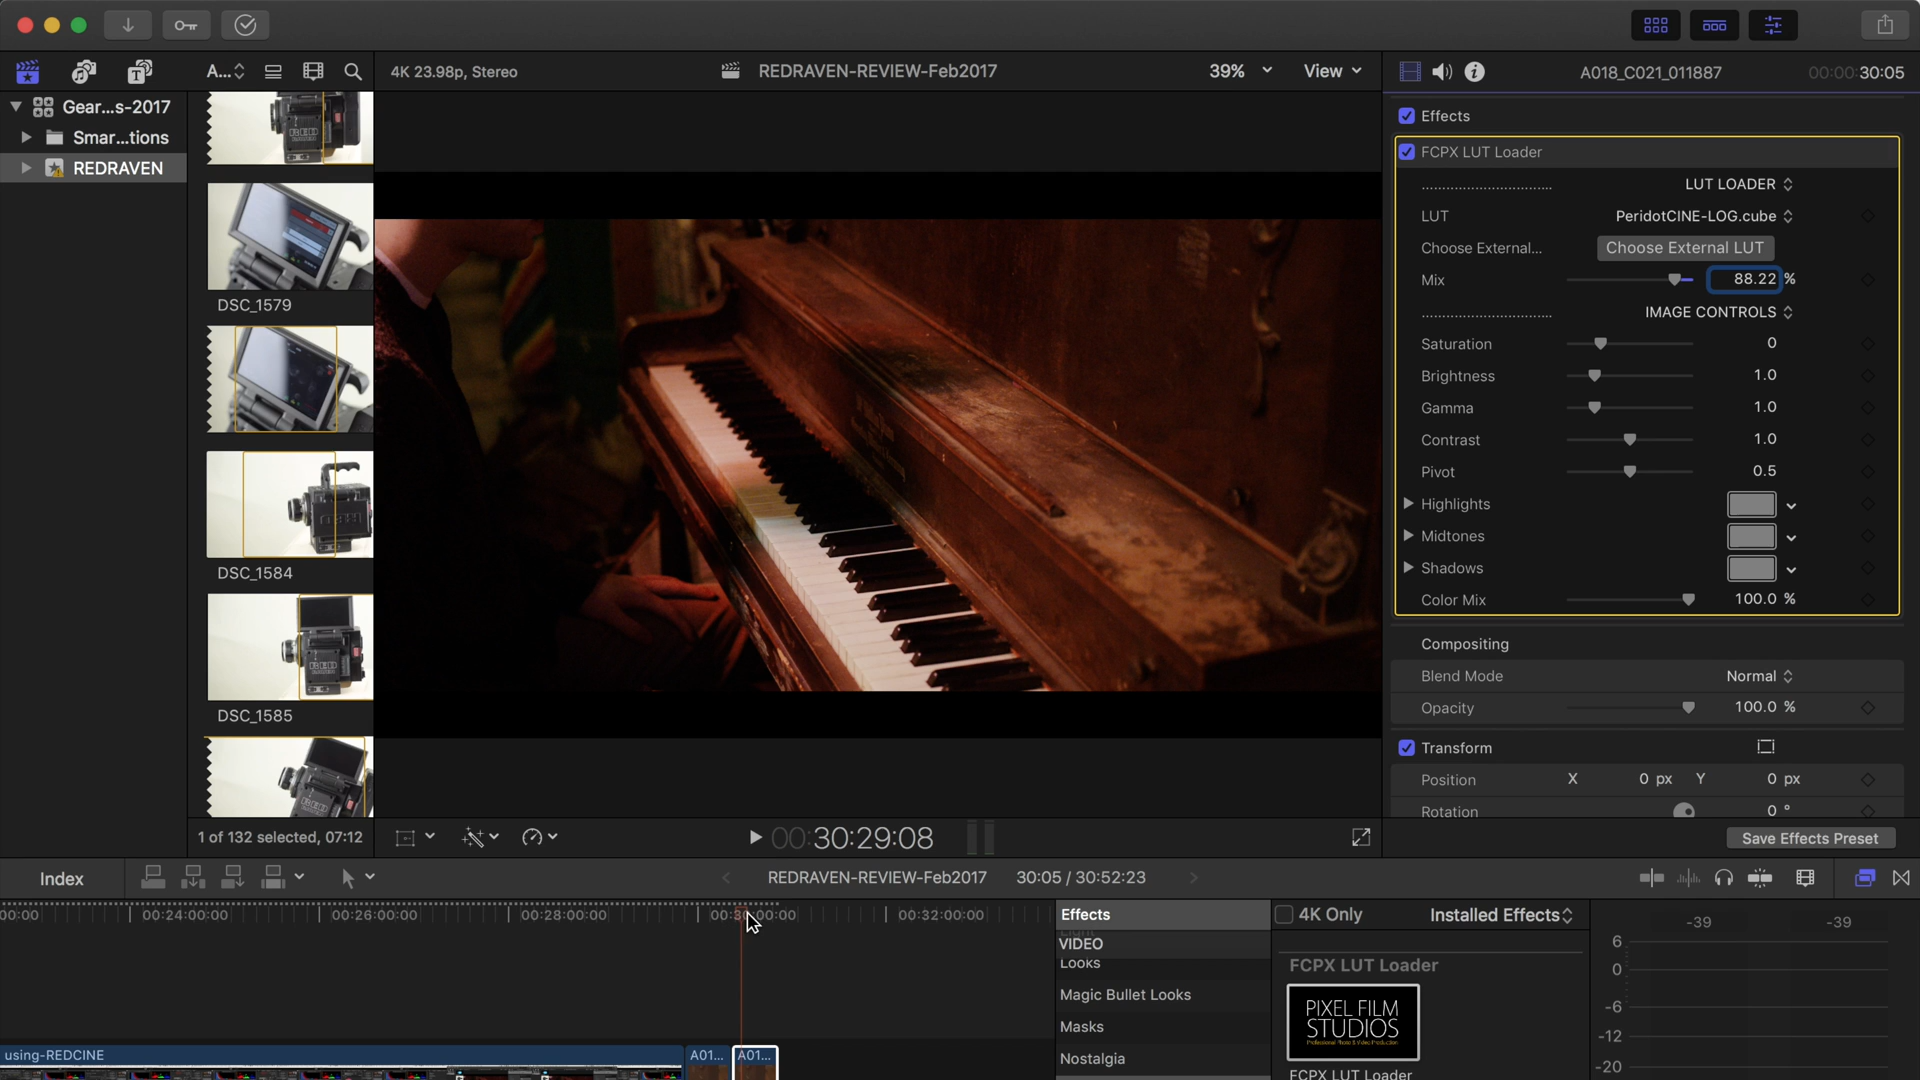 A...
4K 23.98p, Stereo
REDRAVEN-REVIEW-Feb2017
39%
View
A018_C021_011887
00:00:30:05
Gear...s-2017
Smar...tions
REDRAVEN
DSC_1579
DSC_1584
DSC_1585
1 of 132 selected, 07:12
00:30:29:08
Effects
FCPX LUT Loader
LUT LOADER
LUT
PeridotCINE-LOG.cube
Choose External...
Choose External LUT
Mix
88.22 %
IMAGE CONTROLS
Saturation
0
Brightness
1.0
Gamma
1.0
Contrast
1.0
Pivot
0.5
Highlights
Midtones
Shadows
Color Mix
100.0 %
Compositing
Blend Mode
Normal
Opacity
100.0 %
Transform
Position
X
0 px
Y
0 px
Rotation
0 °
Save Effects Preset
Index
REDRAVEN-REVIEW-Feb2017
30:05 / 30:52:23
00:00
00:24:00:00
00:26:00:00
00:28:00:00
00:30:00:00
00:32:00:00
using-REDCINE
A01...
A01...
Effects
VIDEO
Looks
Magic Bullet Looks
Masks
Nostalgia
4K Only
Installed Effects
FCPX LUT Loader
PIXEL FILM
STUDIOS
FCPX LUT Loader
-39
-39
6
0
-6
-12
-20